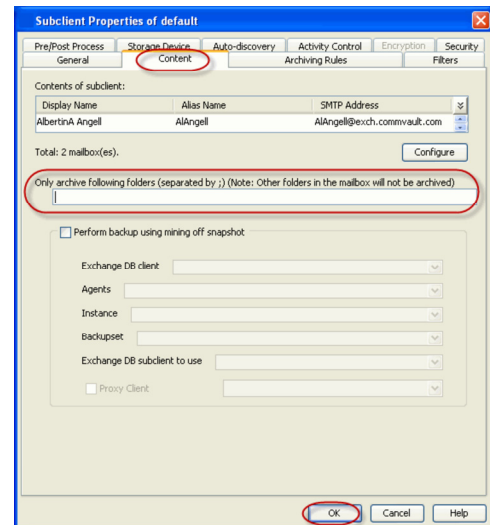 Subclient Properties of default
Pre/Post Process Storage Device Auto-discovery Activity Control Encryption Security
General Content Archiving Rules Filters
Contents of subclient:
Display Name Alias Name SMTP Address
AlbertinA Angell AlAngell AlAngell@exch.commvault.com
Total: 2 mailbox(es). Configure
Only archive following folders (separated by ;) (Note: Other folders in the mailbox will not be archived)
Perform backup using mining off snapshot
Exchange DB client
Agents
Instance
Backupset
Exchange DB subclient to use
Proxy Client
OK Cancel Help